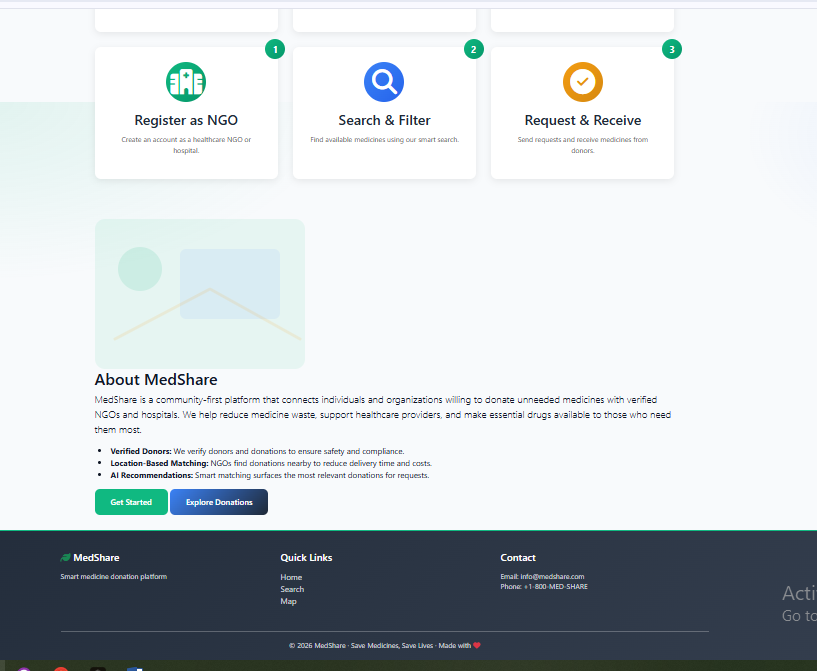 1
2
3
Register as NGO
Search & Filter
Request & Receive
Create an account as a healthcare NGO or
hospital.
Find available medicines using our smart search.
Send requests and receive medicines from
donors.
About MedShare
MedShare is a community-first platform that connects individuals and organizations willing to donate unneeded medicines with verified
NGOs and hospitals. We help reduce medicine waste, support healthcare providers, and make essential drugs available to those who need
them most.
• Verified Donors: We verify donors and donations to ensure safety and compliance.
• Location-Based Matching: NGOs find donations nearby to reduce delivery time and costs.
• AI Recommendations: Smart matching surfaces the most relevant donations for requests.
Get Started
Explore Donations
MedShare
Smart medicine donation platform
Quick Links
Home
Search
Map
Contact
Email: info@medshare.com
Phone: +1-800-MED-SHARE
Acti
Go to
© 2026 MedShare · Save Medicines, Save Lives · Made with ❤️